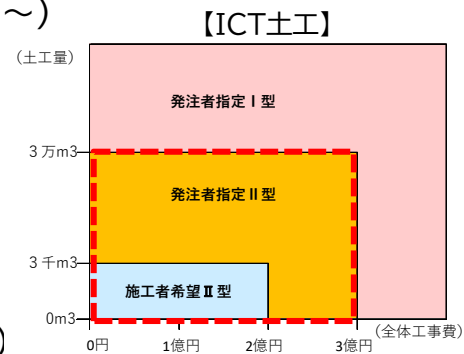 ～)
【ICT土工】
(土工量)
発注者指定Ⅰ型
3万m3
発注者指定Ⅱ型
3千m3
施工者希望Ⅱ型
0m3
)
(全体工事費)
0円 1億円 2億円 3億円